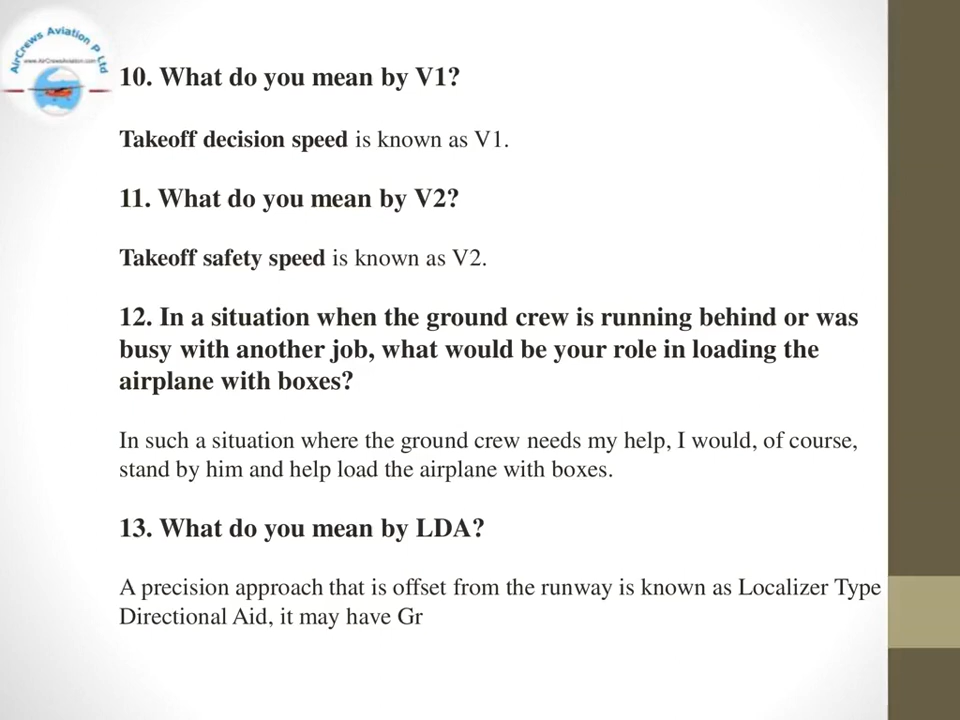 AirCrews Aviation P Ltd
www.AirCrewsAviation.com
10. What do you mean by V1?
Takeoff decision speed is known as V1.
11. What do you mean by V2?
Takeoff safety speed is known as V2.
12. In a situation when the ground crew is running behind or was
busy with another job, what would be your role in loading the
airplane with boxes?
In such a situation where the ground crew needs my help, I would, of course,
stand by him and help load the airplane with boxes.
13. What do you mean by LDA?
A precision approach that is offset from the runway is known as Localizer Type
Directional Aid, it may have Gr